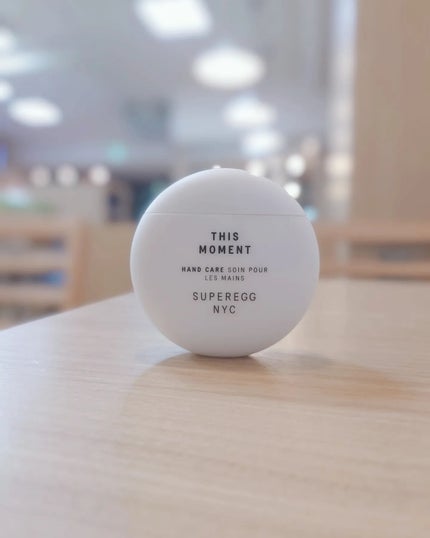 THIS
MOMENT
HAND CARE SOIN POUR
LES MAINS
SUPEREGG
NYC